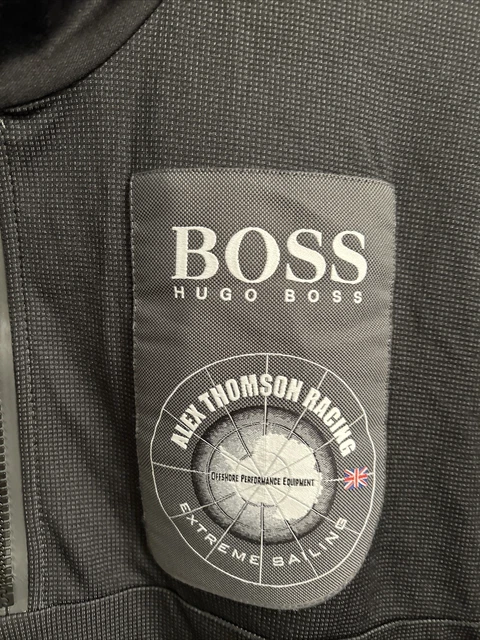 BOSS
HUGO BOSS
ALEX THOMSON RACING
OFFSHORE PERFORMANCE EQUIPMENT
EXTREME SAILING